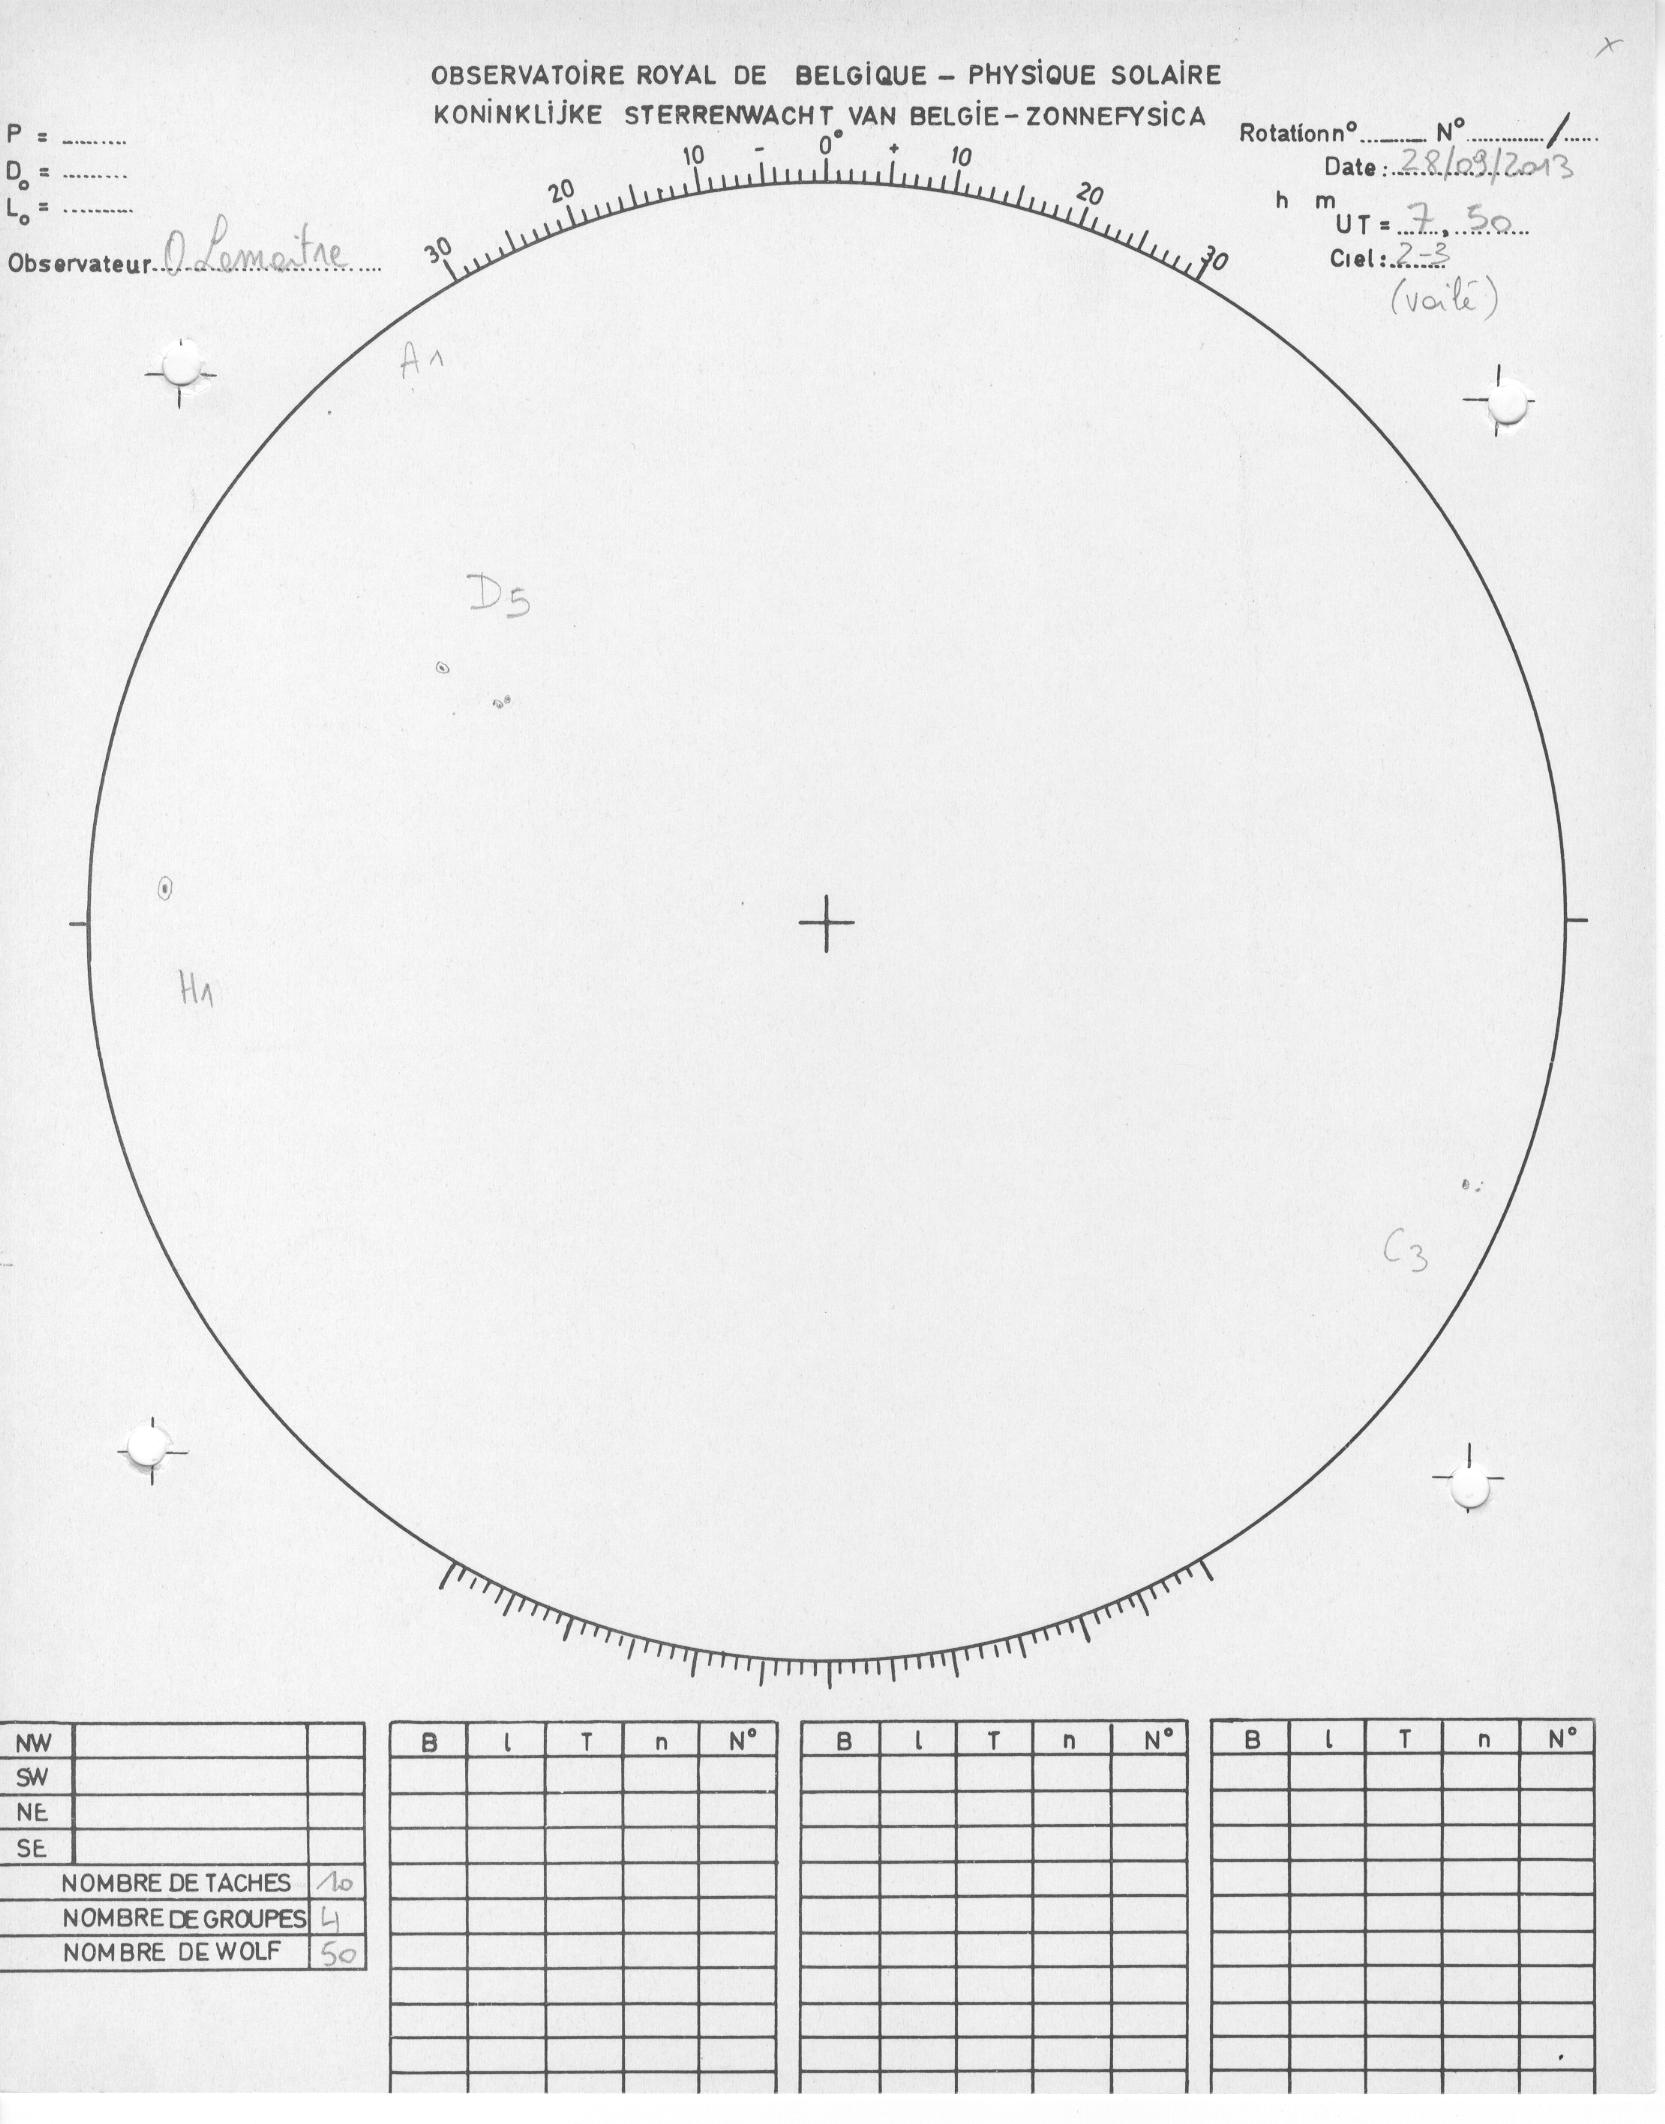 OBSERVATOIRE ROYAL DE BELGIQUE – PHYSIQUE SOLAIRE
KONINKLIJKE STERRENWACHT VAN BELGIE – ZONNEFYSICA
P = ........
D₀ = ........
L₀ = ........
Observateur O Lemaitre
Rotation n° ........ N° ......../......
Date : 28/09/2013
h m
UT = 7, 50
Ciel : 2-3
(voilé)
30 20 10 - 0° + 10 20 30
A1
D5
H1
C3
NW
SW
NE
SE
NOMBRE DE TACHES 10
NOMBRE DE GROUPES 4
NOMBRE DE WOLF 50
B l T n N°
B l T n N°
B l T n N°